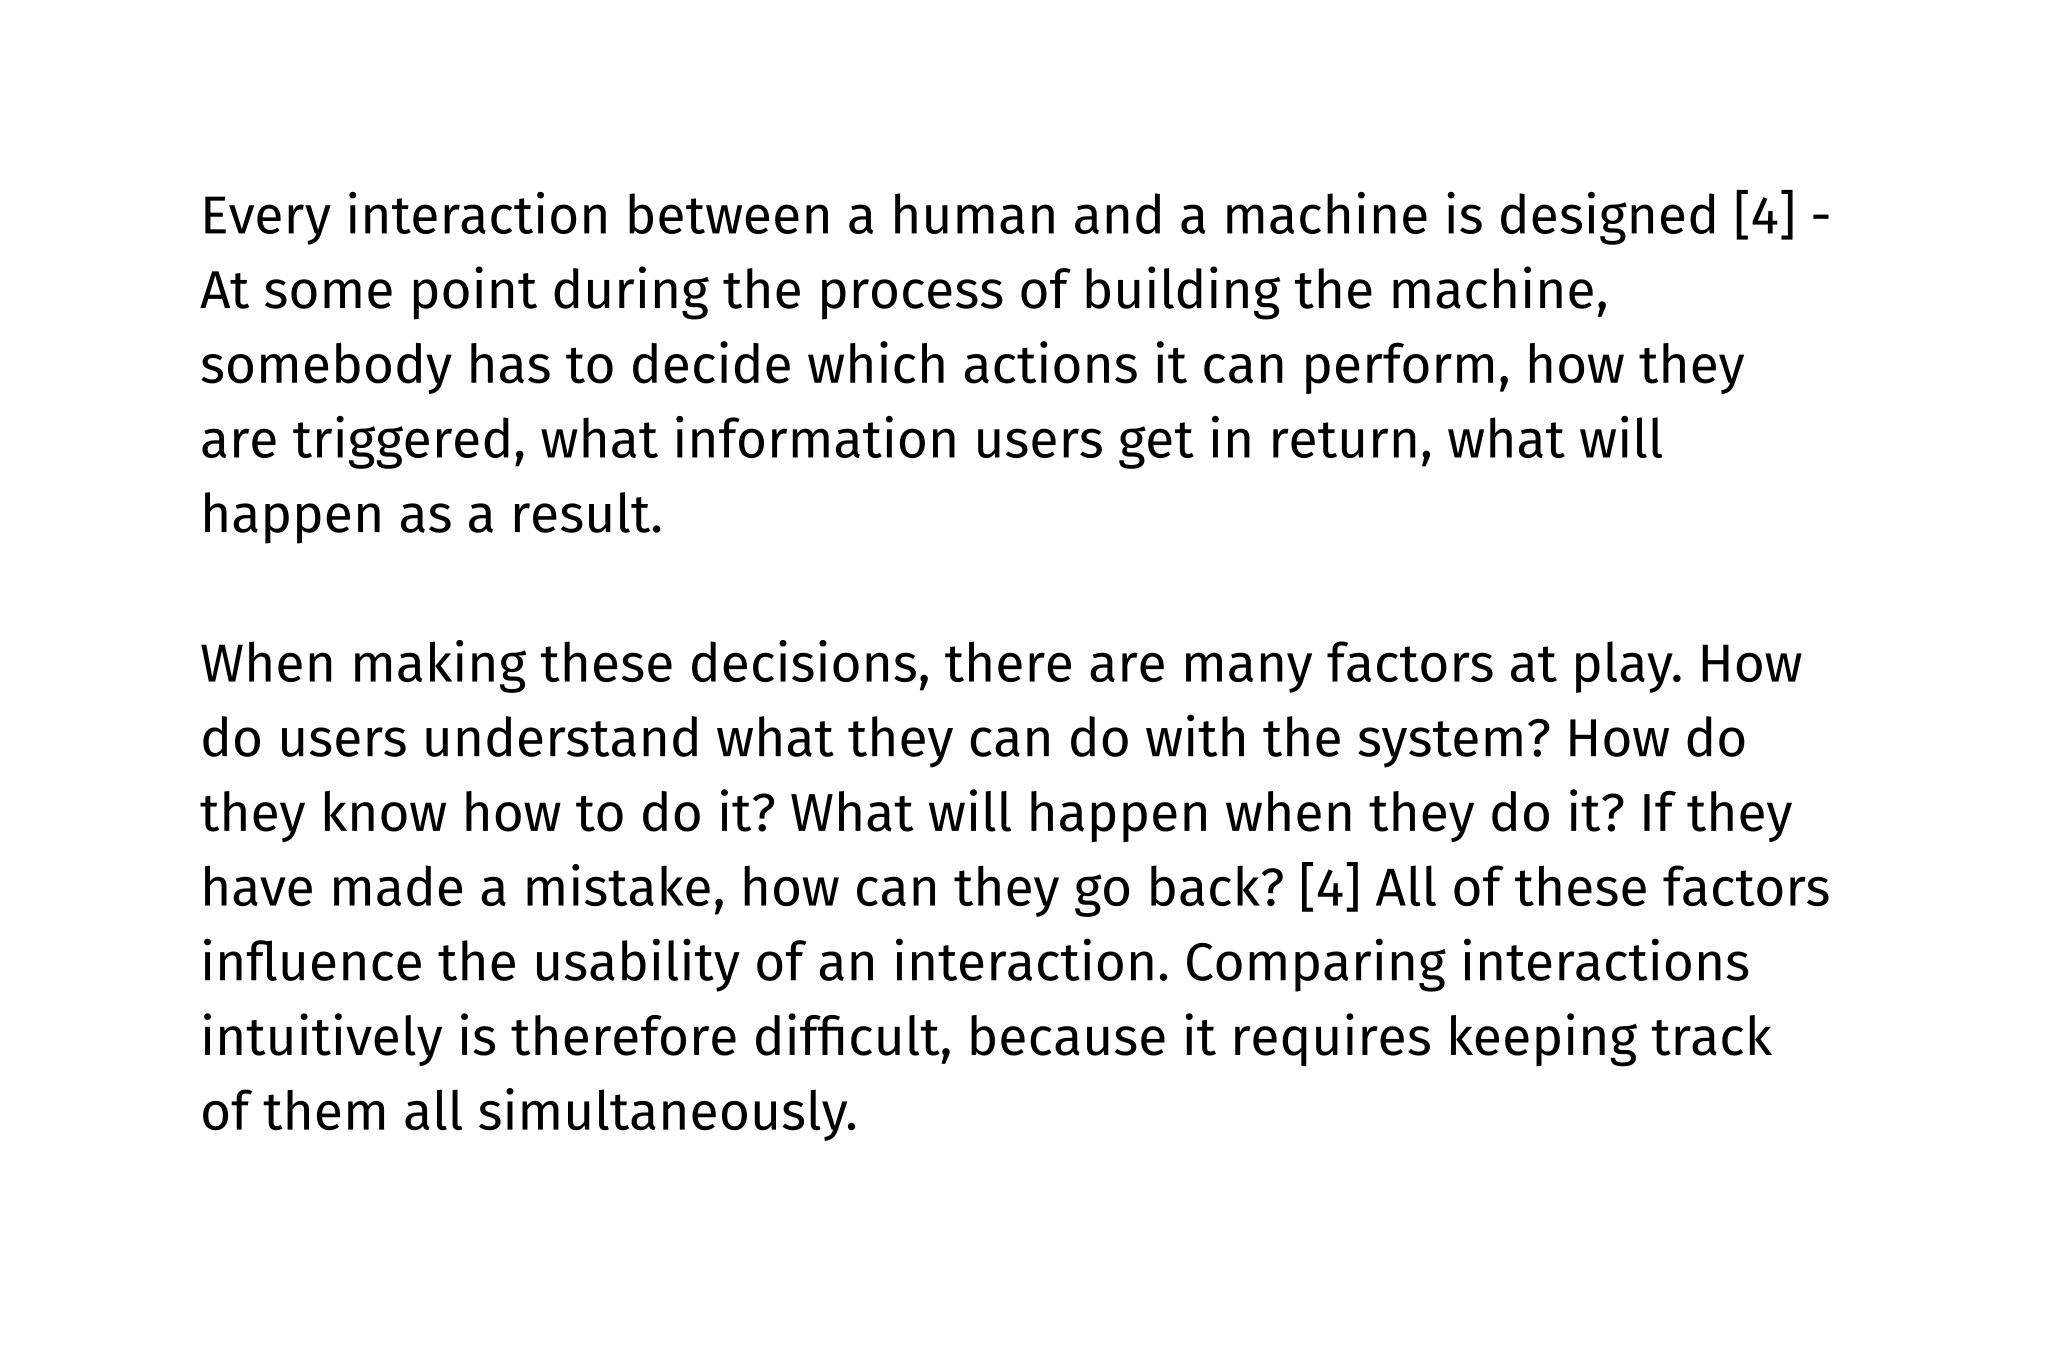 Every interaction between a human and a machine is designed [4] -
At some point during the process of building the machine,
somebody has to decide which actions it can perform, how they
are triggered, what information users get in return, what will
happen as a result.

When making these decisions, there are many factors at play. How
do users understand what they can do with the system? How do
they know how to do it? What will happen when they do it? If they
have made a mistake, how can they go back? [4] All of these factors
influence the usability of an interaction. Comparing interactions
intuitively is therefore difficult, because it requires keeping track
of them all simultaneously.